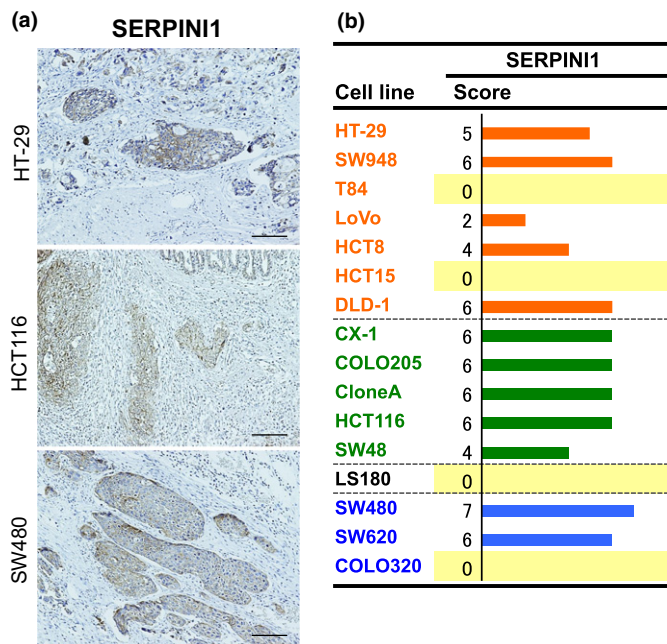 (a)
SERPINI1
HT-29
HCT116
SW480
(b)
SERPINI1
Cell line Score
HT-29 5
SW948 6
T84 0
LoVo 2
HCT8 4
HCT15 0
DLD-1 6
CX-1 6
COLO205 6
CloneA 6
HCT116 6
SW48 4
LS180 0
SW480 7
SW620 6
COLO320 0